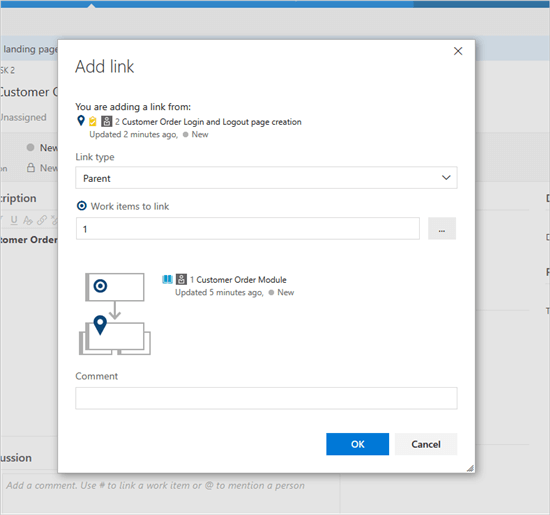 landing page
SK 2
Customer Order
Unassigned
New
New
ription
tomer Order
ussion
Add a comment. Use # to link a work item or @ to mention a person
Add link
You are adding a link from:
2 Customer Order Login and Logout page creation
Updated 2 minutes ago, New
Link type
Parent
Work items to link
1
...
1 Customer Order Module
Updated 5 minutes ago, New
Comment
OK
Cancel